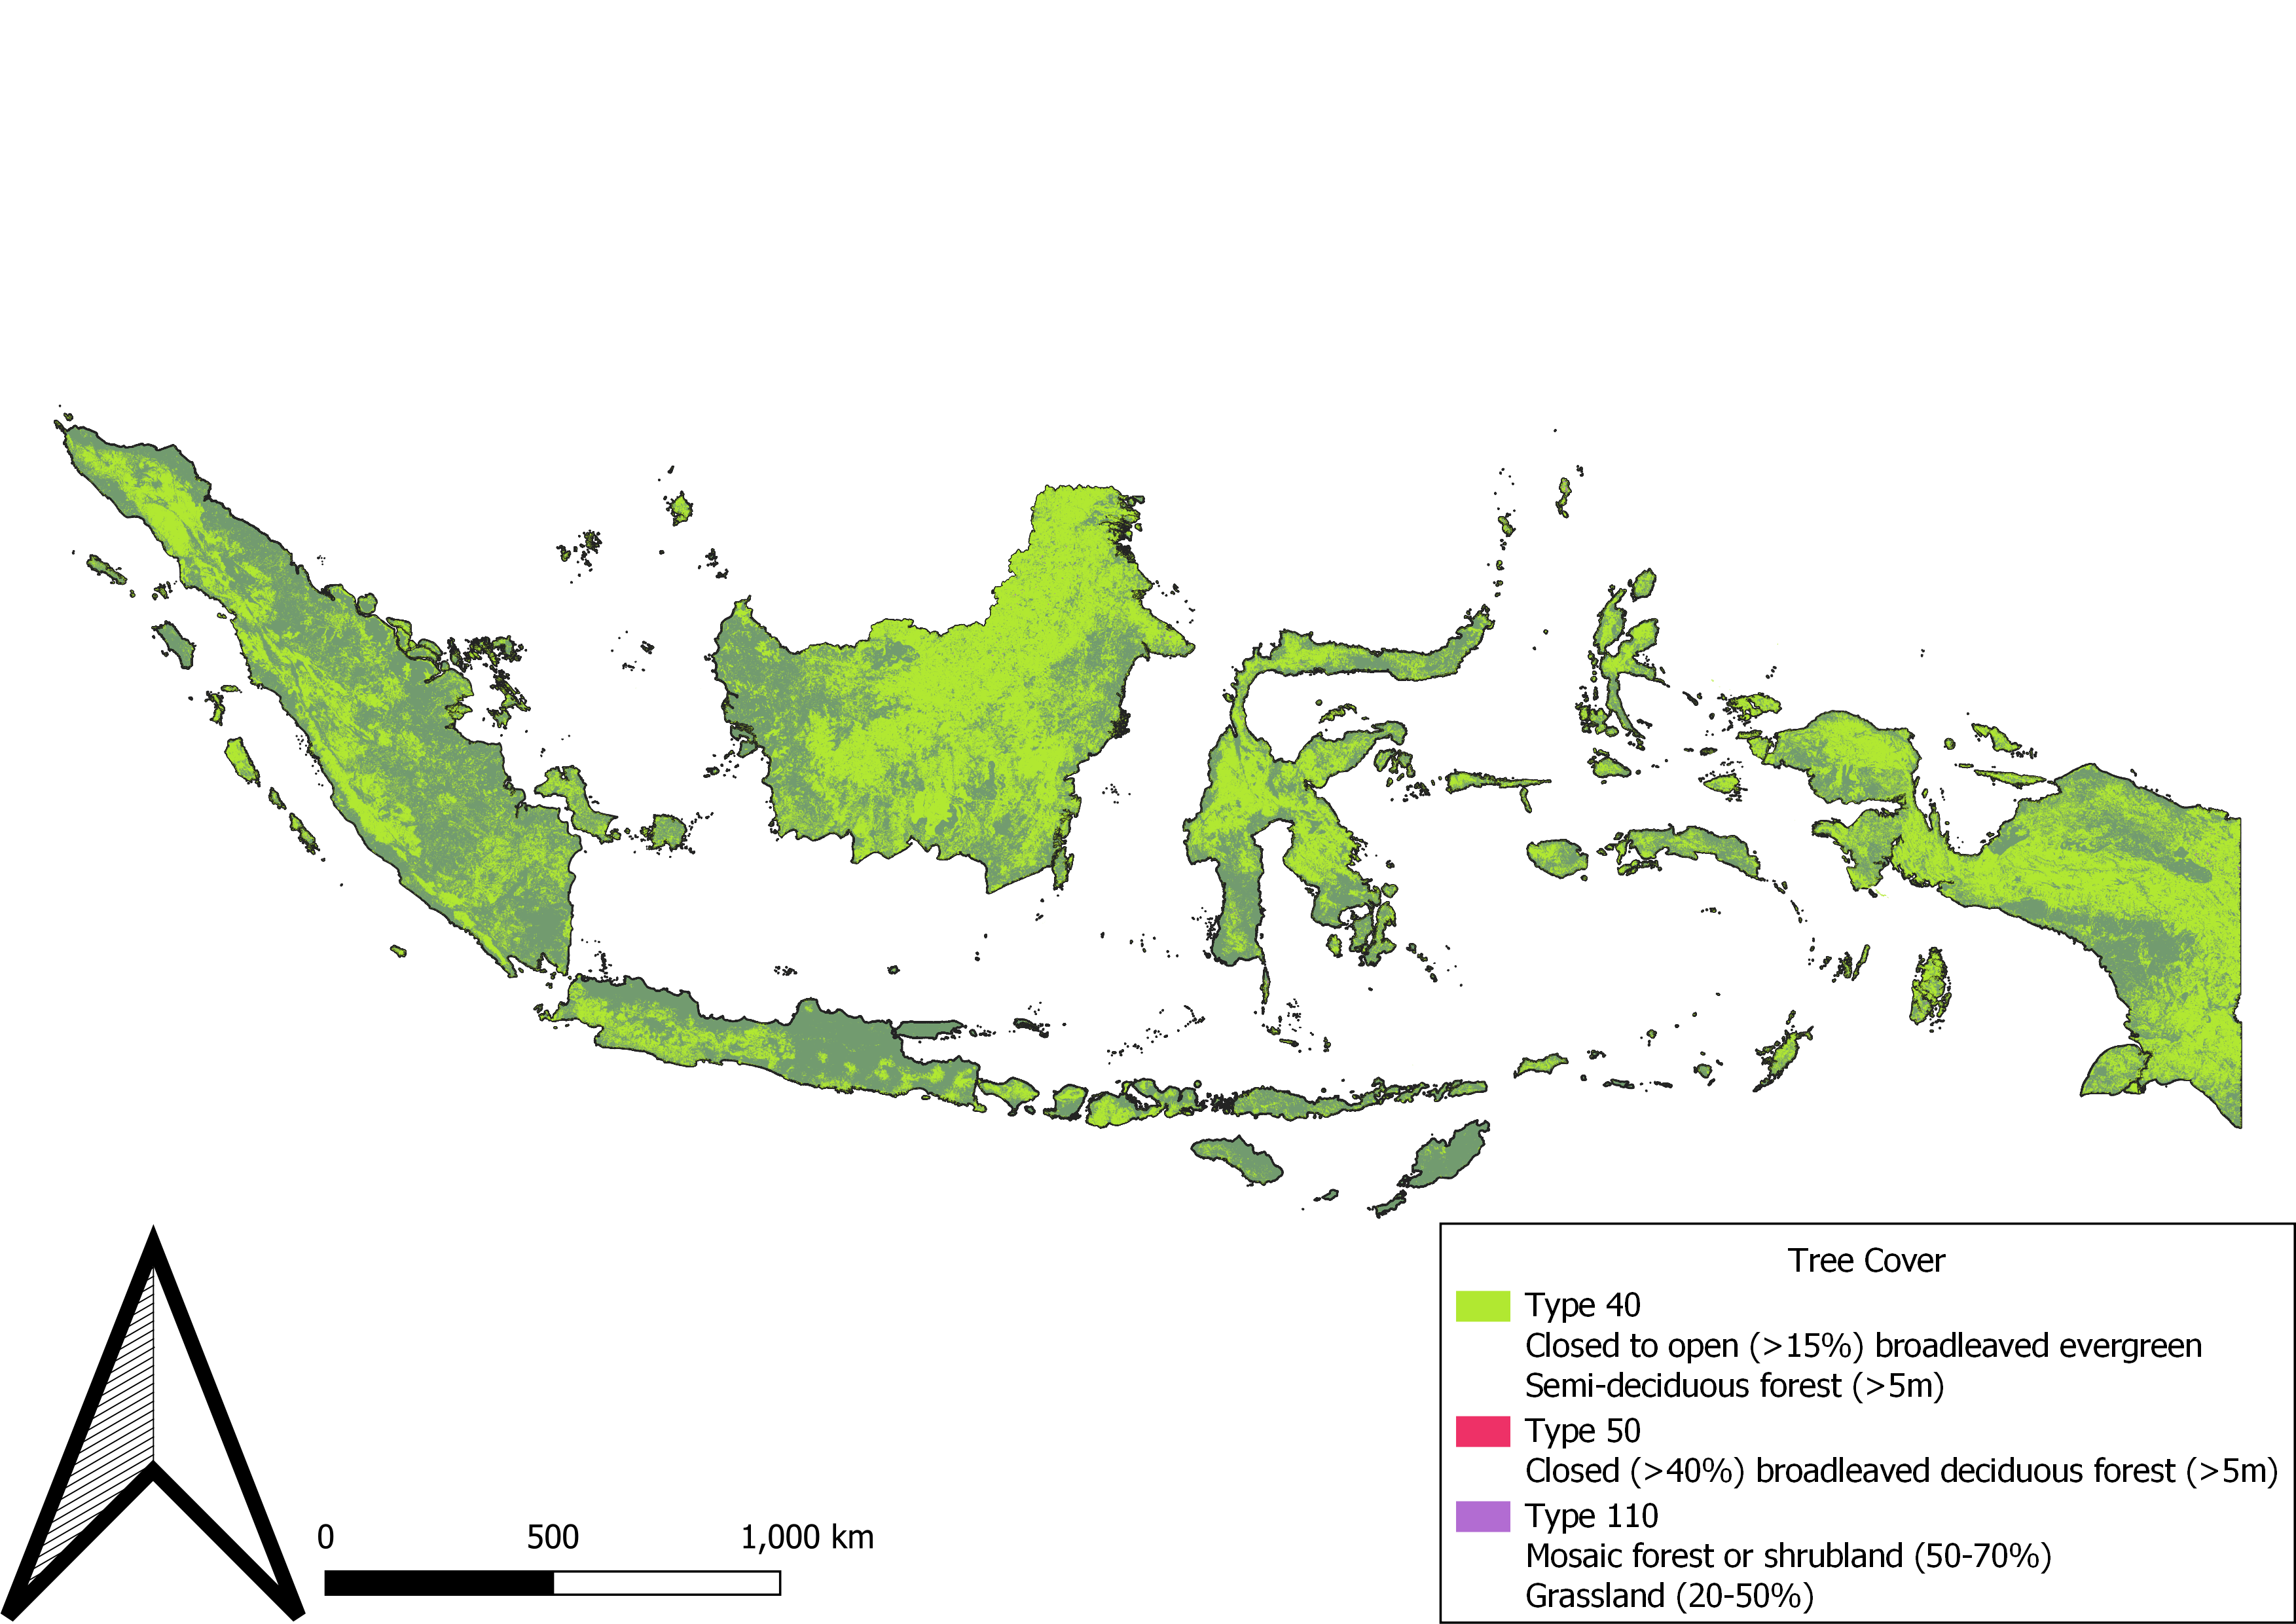 Tree Cover
Type 40
Closed to open (>15%) broadleaved evergreen
Semi-deciduous forest (>5m)
Type 50
Closed (>40%) broadleaved deciduous forest (>5m)
Type 110
Mosaic forest or shrubland (50-70%)
Grassland (20-50%)
0 500 1,000 km